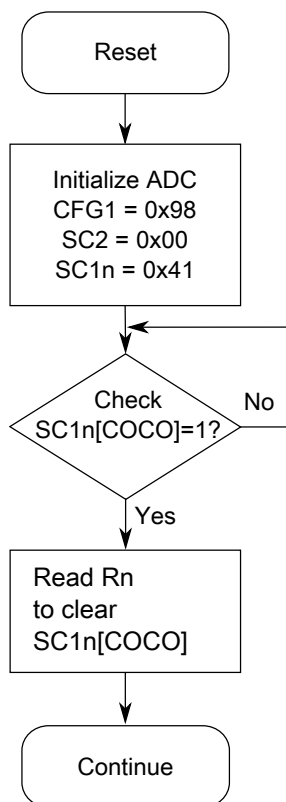 Reset
Initialize ADC
CFG1 = 0x98
SC2 = 0x00
SC1n = 0x41
Check
SC1n[COCO]=1?
No
Yes
Read Rn
to clear
SC1n[COCO]
Continue